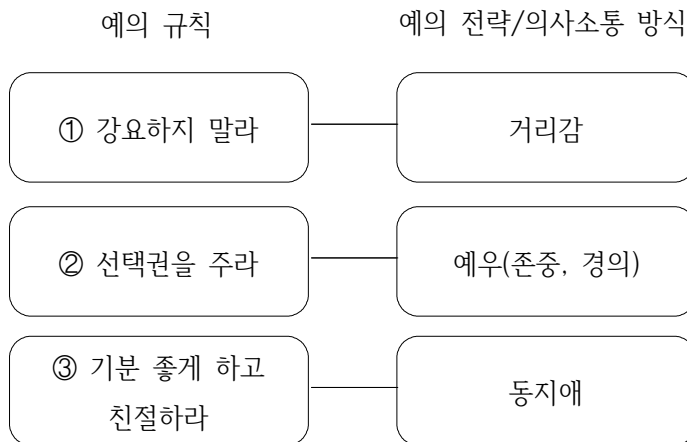 예의 규칙
예의 전략/의사소통 방식
① 강요하지 말라
거리감
② 선택권을 주라
예우(존중, 경의)
③ 기분 좋게 하고
친절하라
동지애